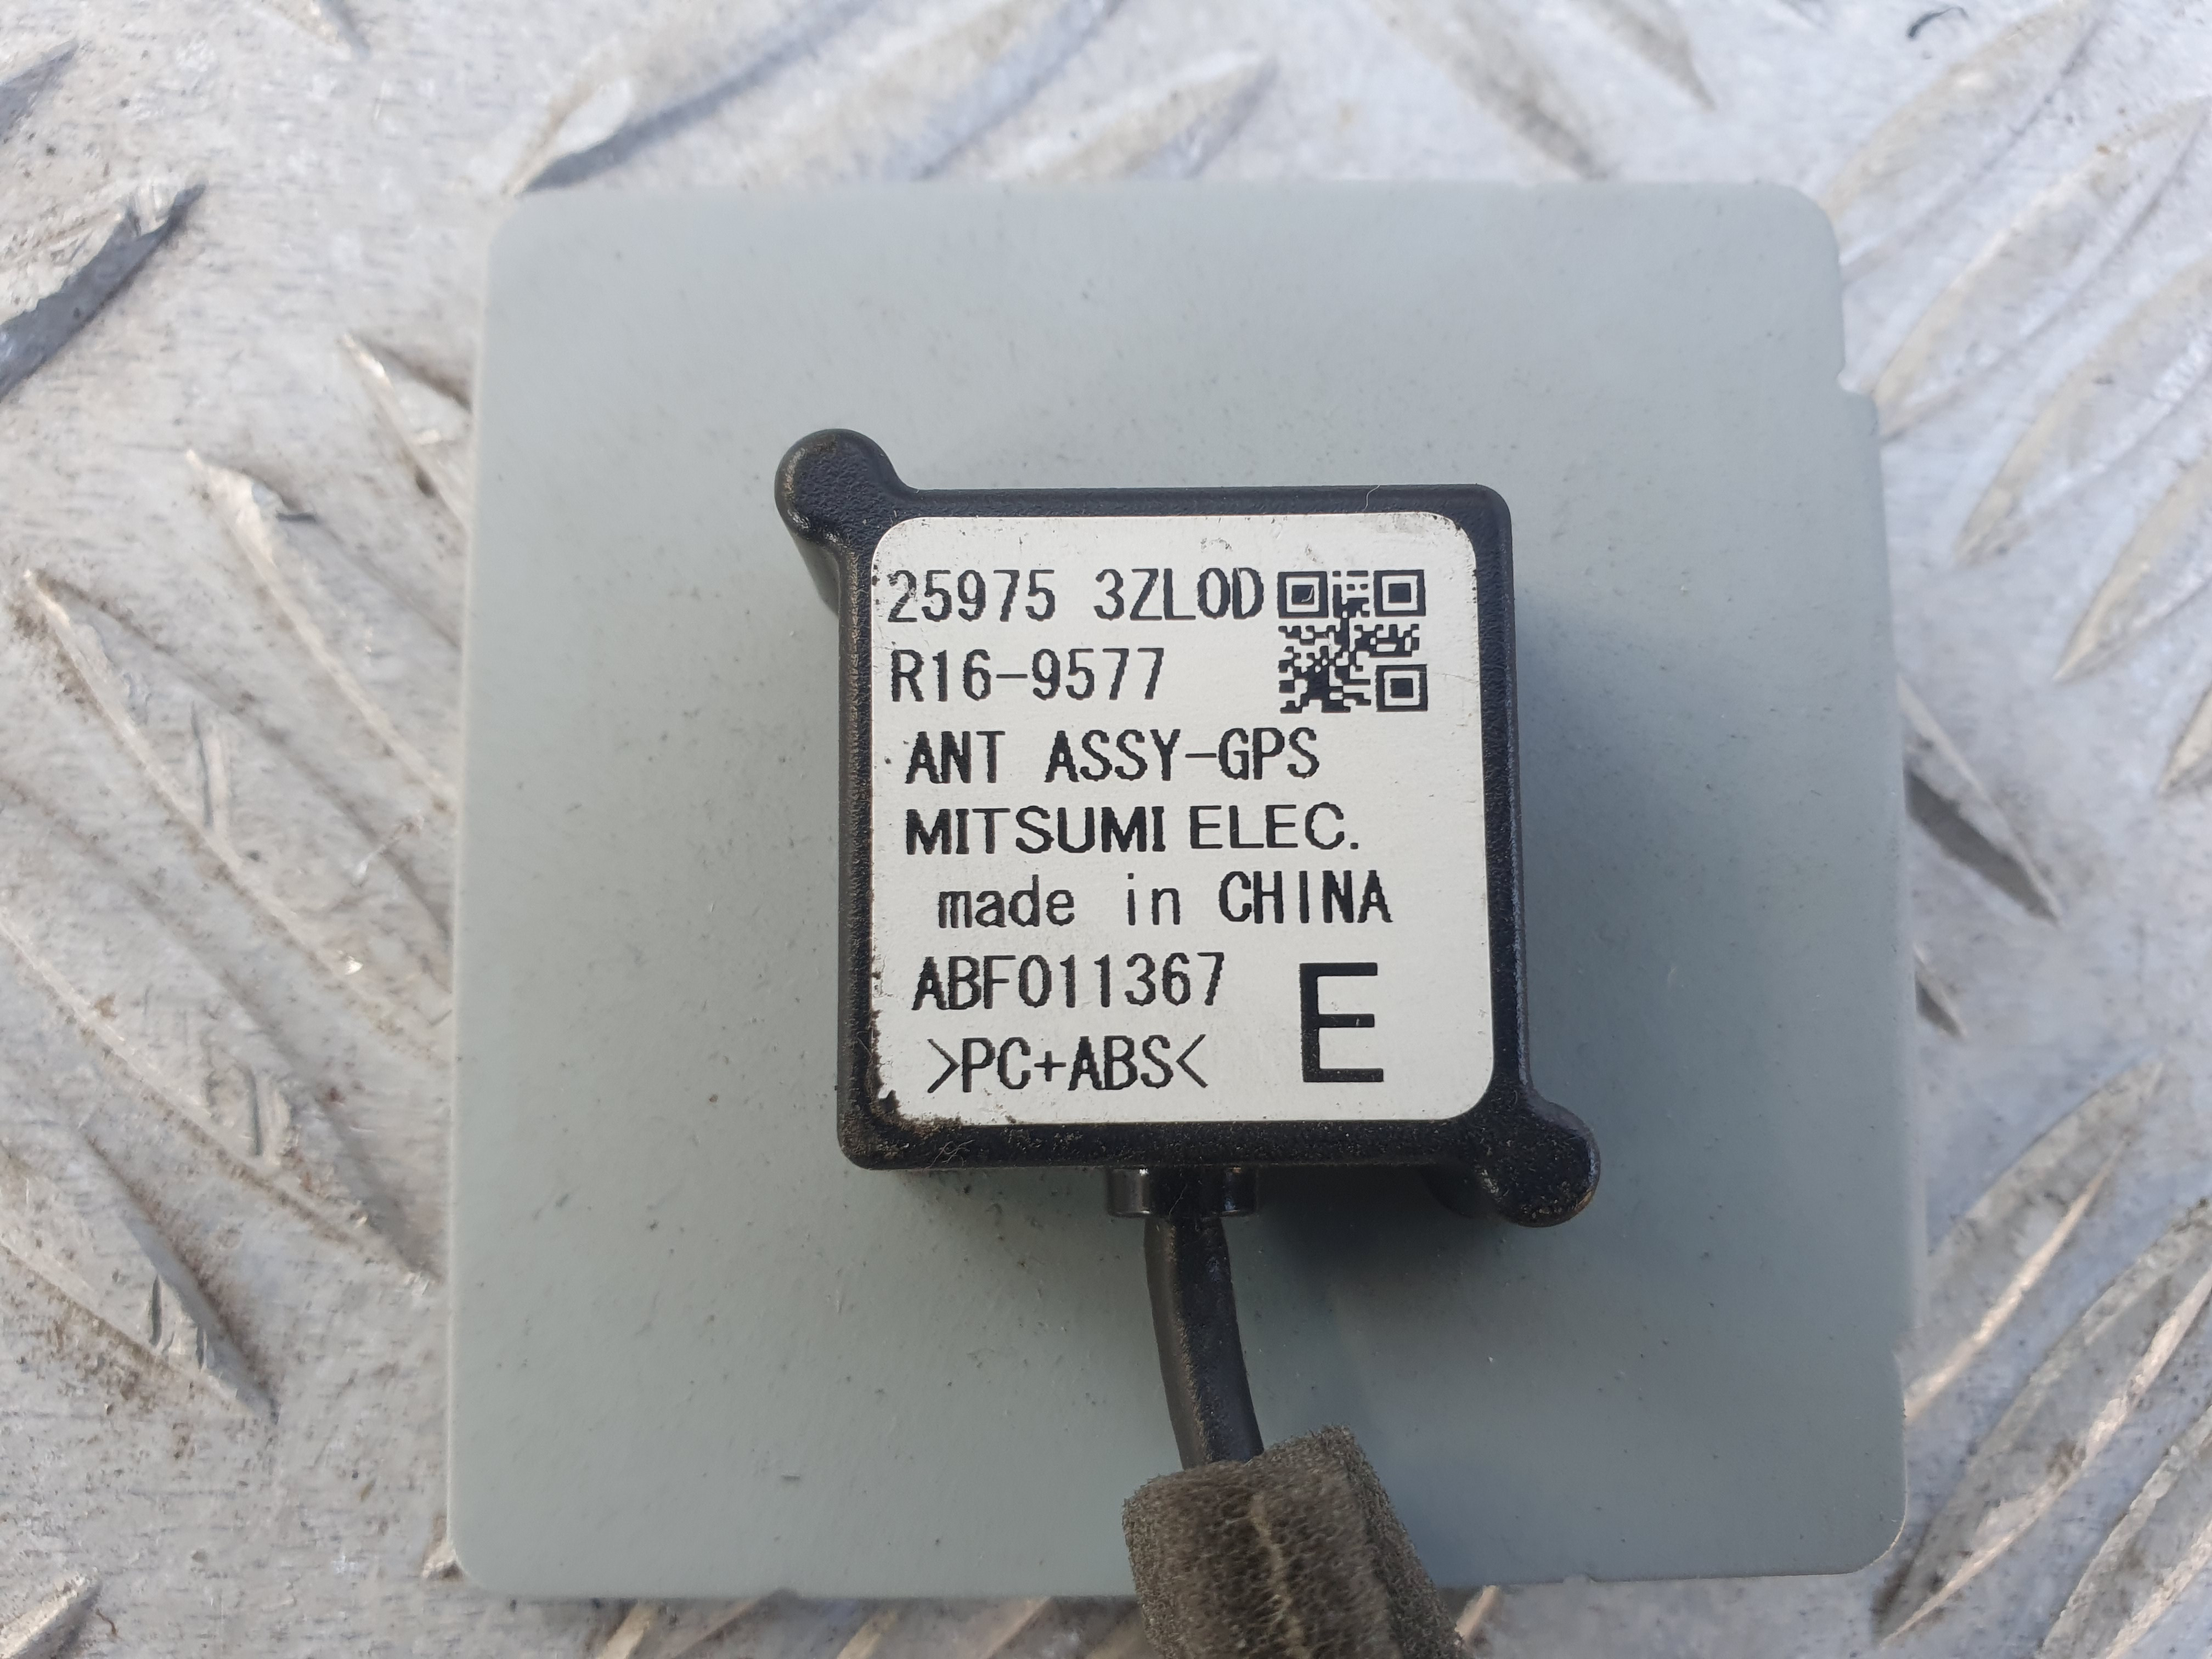 25975 3ZL0D
R16-9577
ANT ASSY-GPS
MITSUMI ELEC.
made in CHINA
ABF011367
>PC+ABS<
E